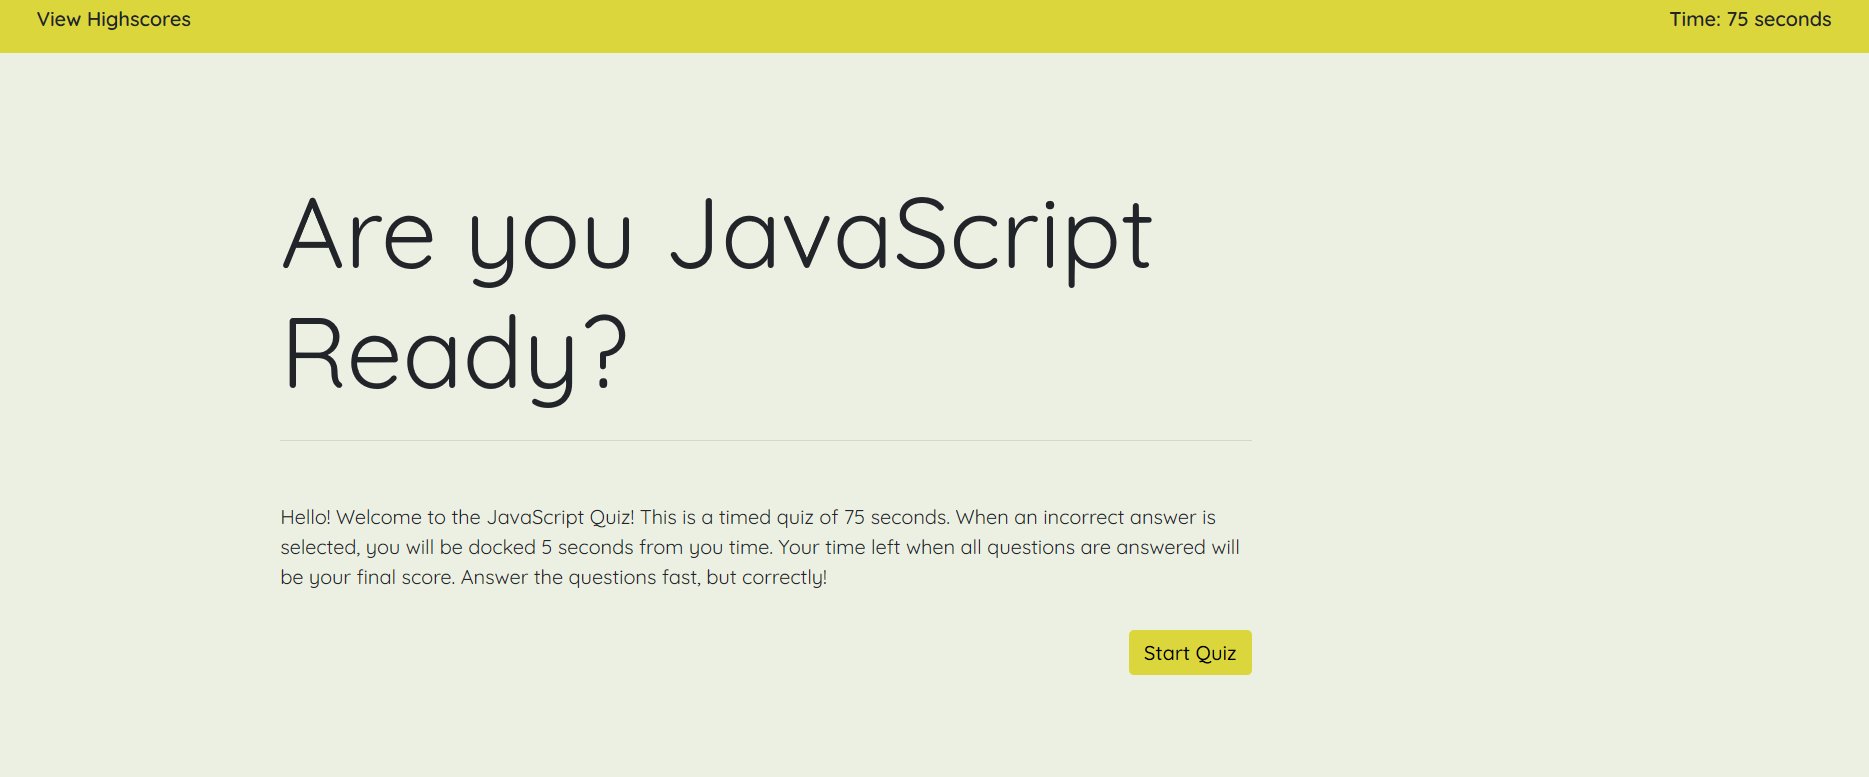 View Highscores
Time: 75 seconds
Are you JavaScript
Ready?
Hello! Welcome to the JavaScript Quiz! This is a timed quiz of 75 seconds. When an incorrect answer is
selected, you will be docked 5 seconds from you time. Your time left when all questions are answered will
be your final score. Answer the questions fast, but correctly!
Start Quiz